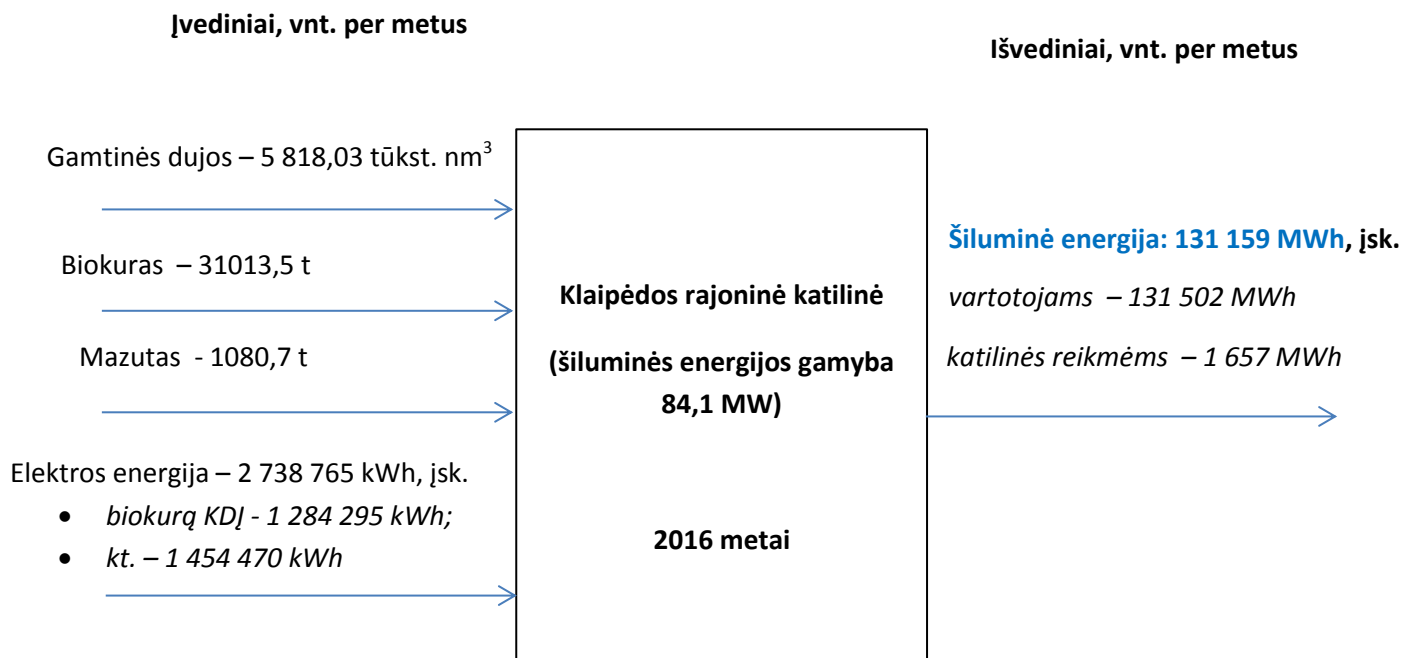 Įvediniai, vnt. per metus
Išvediniai, vnt. per metus
Gamtinės dujos – 5 818,03 tūkst. nm³
Biokuras – 31013,5 t
Mazutas - 1080,7 t
Elektros energija – 2 738 765 kWh, įsk.
• biokurą KDĮ - 1 284 295 kWh;
• kt. – 1 454 470 kWh
Klaipėdos rajoninė katilinė
(šiluminės energijos gamyba
84,1 MW)
2016 metai
Šiluminė energija: 131 159 MWh, įsk.
vartotojams – 131 502 MWh
katilinės reikmėms – 1 657 MWh